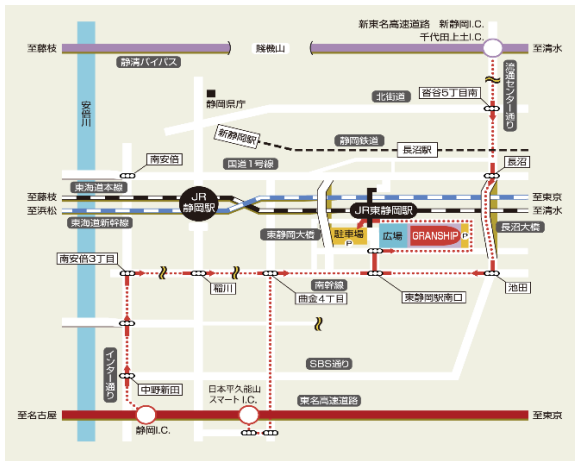 新東名高速道路 新静岡I.C.
千代田上土I.C.
至藤枝
賤機山
至清水
静清バイパス
流通センター通り
安倍川
静岡県庁
北街道
沓谷5丁目南
新静岡駅
静岡鉄道
長沼駅
南安倍
国道1号線
長沼
東海道本線
至藤枝
JR
静岡駅
JR東静岡駅
至東京
至浜松
至清水
東海道新幹線
東静岡大橋
駐車場
P
広場
GRANSHIP
P
長沼大橋
南安倍3丁目
南幹線
稲川
曲金4丁目
東静岡駅南口
池田
インター通り
SBS通り
中野新田
日本平久能山
スマートI.C.
東名高速道路
至名古屋
至東京
静岡I.C.